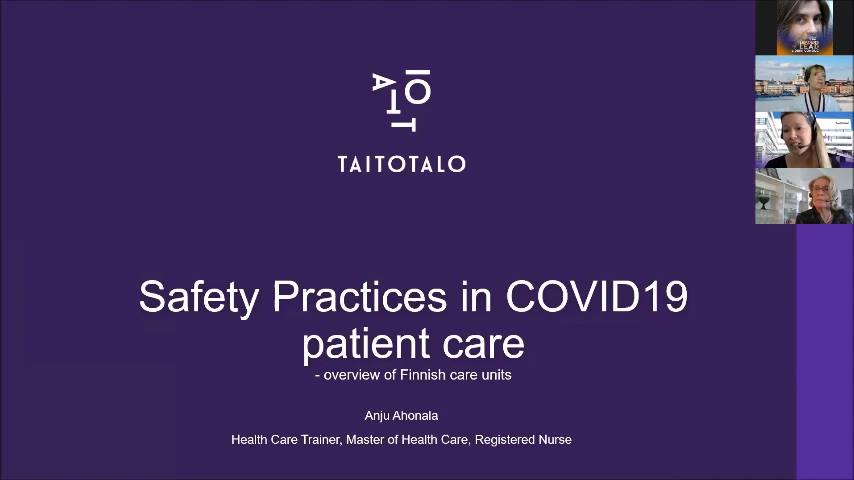 TAITOTALO
Safety Practices in COVID19
patient care
- overview of Finnish care units
Anju Ahonala
Health Care Trainer, Master of Health Care, Registered Nurse